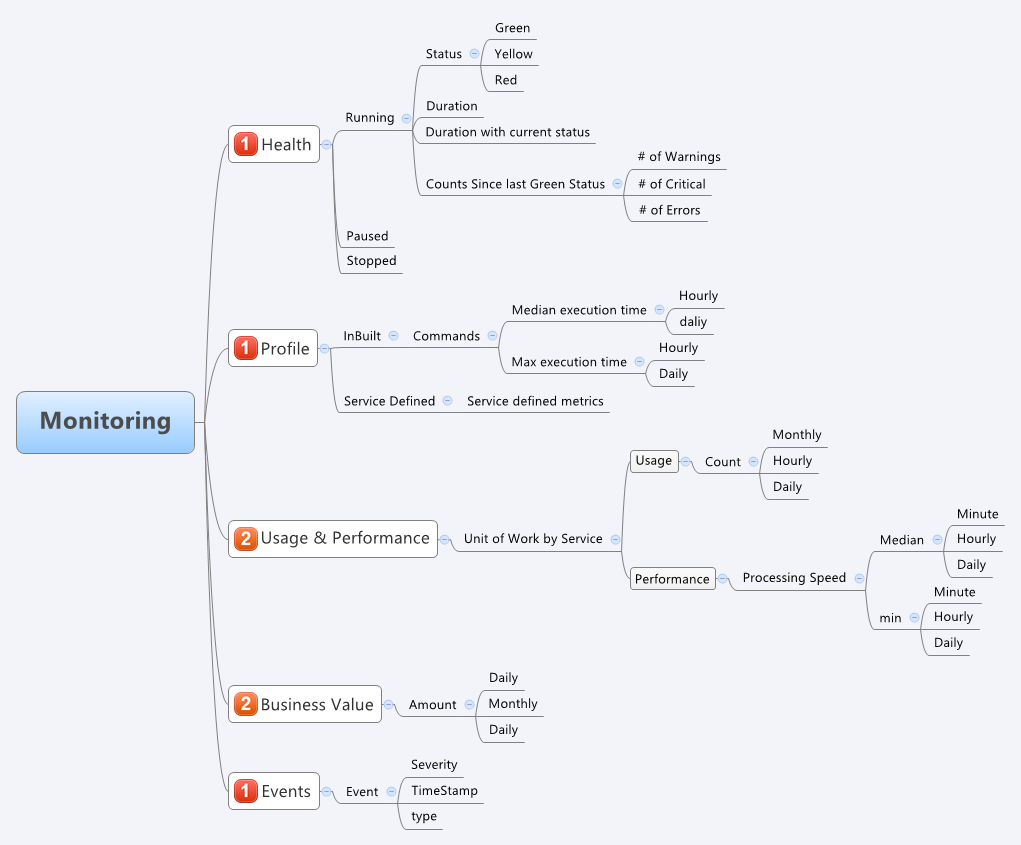 Monitoring
1 Health
Running
Status
Green
Yellow
Red
Duration
Duration with current status
Counts Since last Green Status
# of Warnings
# of Critical
# of Errors
Paused
Stopped
1 Profile
InBuilt
Commands
Median execution time
Hourly
daliy
Max execution time
Hourly
Daily
Service Defined
Service defined metrics
2 Usage & Performance
Unit of Work by Service
Usage
Count
Monthly
Hourly
Daily
Performance
Processing Speed
Median
Minute
Hourly
Daily
min
Minute
Hourly
Daily
2 Business Value
Amount
Daily
Monthly
Daily
1 Events
Event
Severity
TimeStamp
type